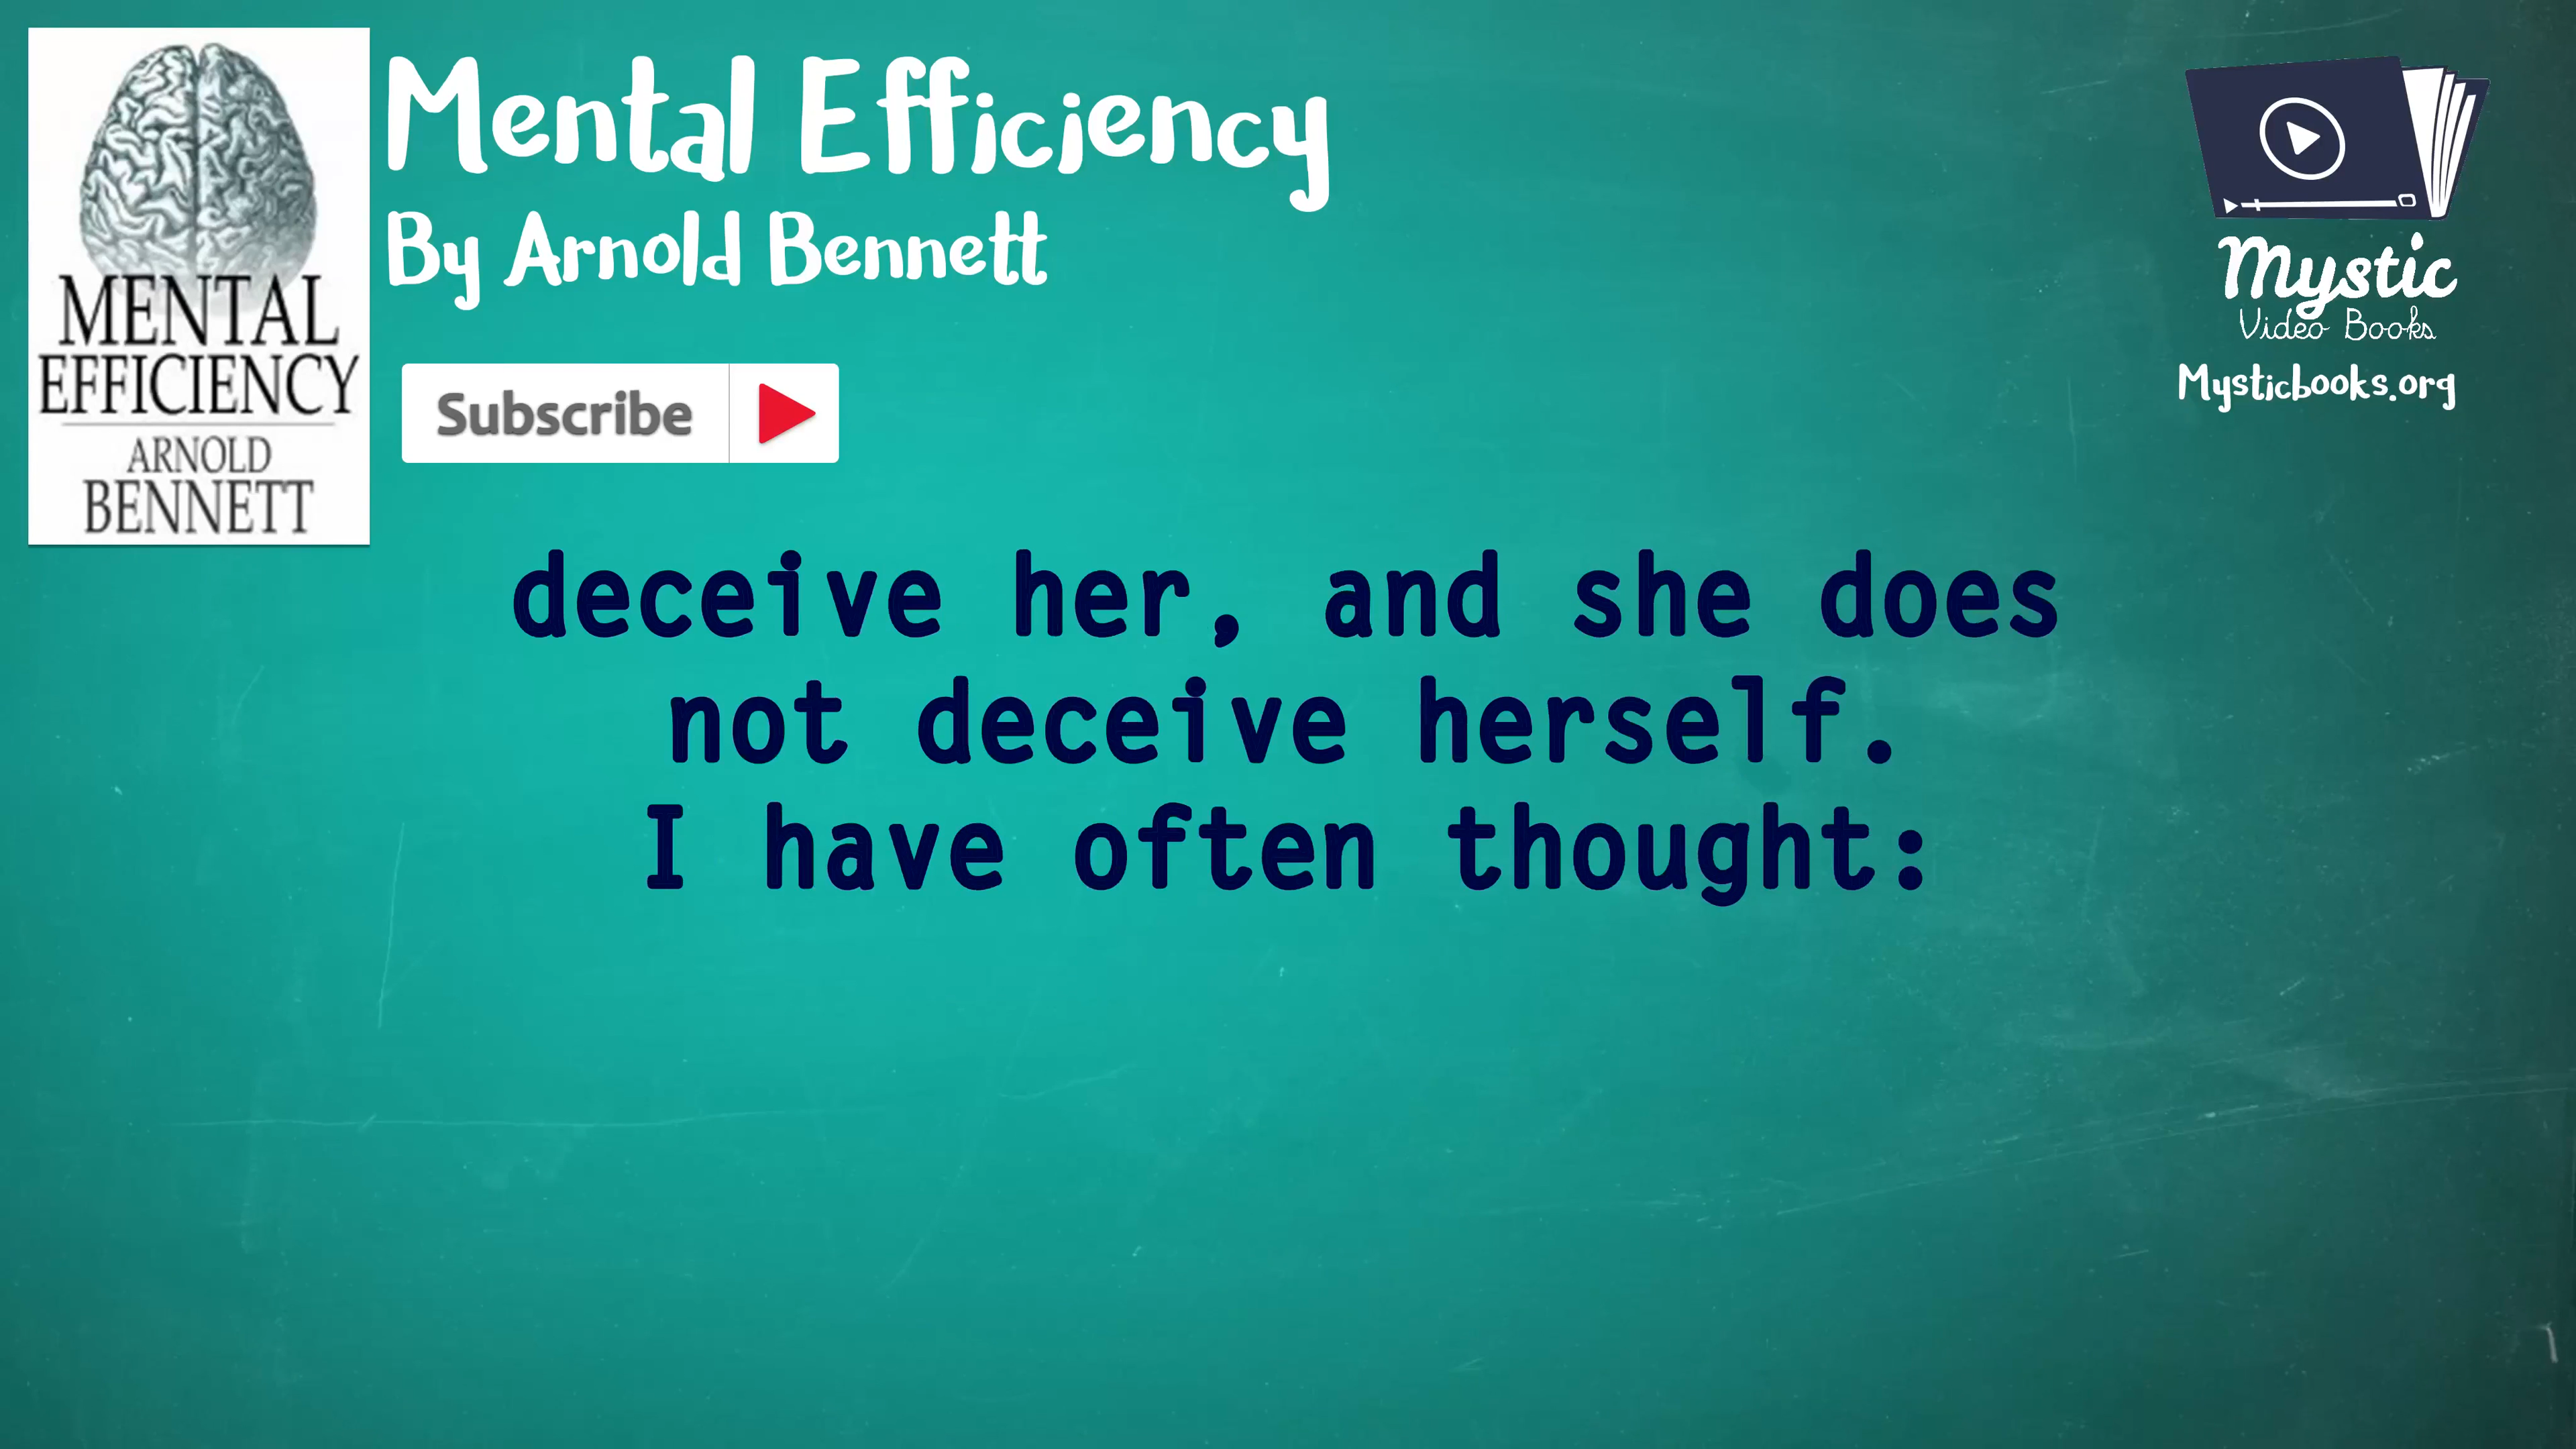 MENTAL
EFFICIENCY
ARNOLD
BENNETT
Mental Efficiency
By Arnold Bennett
Subscribe
Mystic
Video Books
Mysticbooks.org
deceive her, and she does
not deceive herself.
I have often thought: